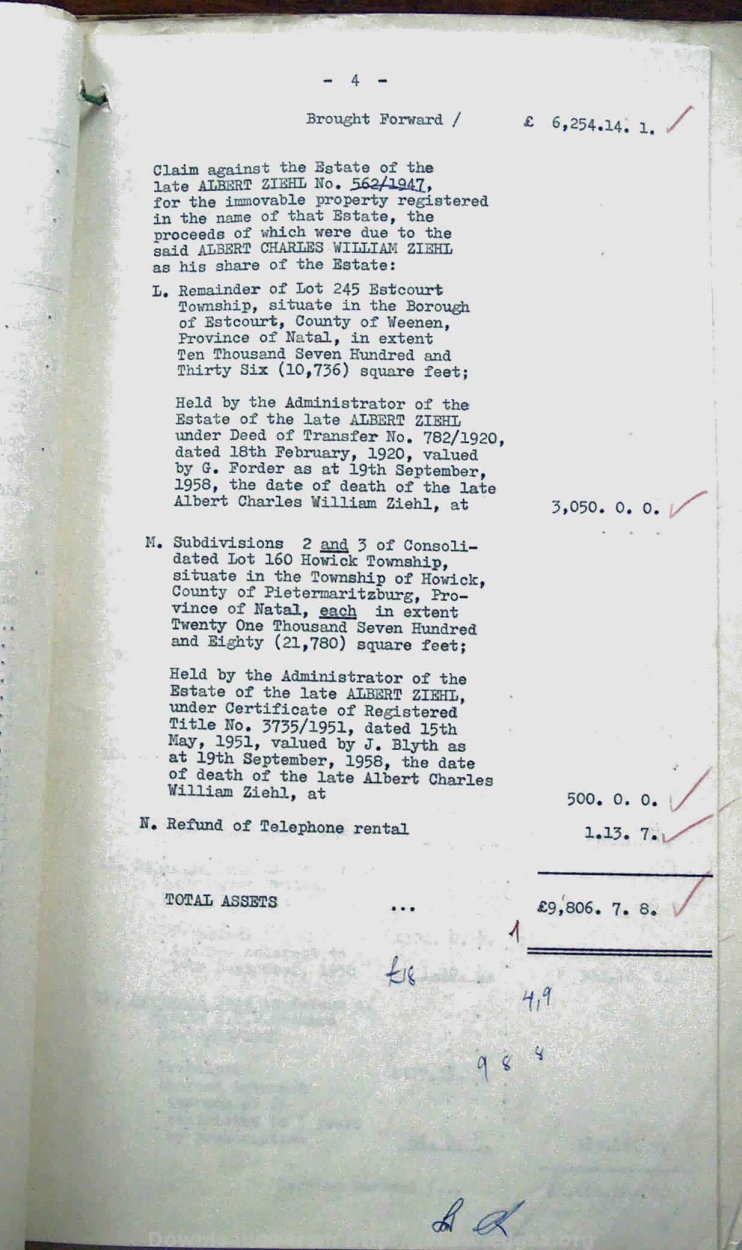 - 4 -
Brought Forward / £ 6,254.14. 1.
Claim against the Estate of the
late ALBERT ZIEHL No. 562/1947,
for the immovable property registered
in the name of that Estate, the
proceeds of which were due to the
said ALBERT CHARLES WILLIAM ZIEHL
as his share of the Estate:
L. Remainder of Lot 245 Estcourt
Township, situate in the Borough
of Estcourt, County of Weenen,
Province of Natal, in extent
Ten Thousand Seven Hundred and
Thirty Six (10,736) square feet;
Held by the Administrator of the
Estate of the late ALBERT ZIEHL
under Deed of Transfer No. 782/1920,
dated 18th February, 1920, valued
by G. Forder as at 19th September,
1958, the date of death of the late
Albert Charles William Ziehl, at 3,050. 0. 0.
M. Subdivisions 2 and 3 of Consoli-
dated Lot 160 Howick Township,
situate in the Township of Howick,
County of Pietermaritzburg, Pro-
vince of Natal, each in extent
Twenty One Thousand Seven Hundred
and Eighty (21,780) square feet;
Held by the Administrator of the
Estate of the late ALBERT ZIEHL,
under Certificate of Registered
Title No. 3735/1951, dated 15th
May, 1951, valued by J. Blyth as
at 19th September, 1958, the date
of death of the late Albert Charles
William Ziehl, at 500. 0. 0.
N. Refund of Telephone rental 1.13. 7.
TOTAL ASSETS ... £9,806. 7. 8.
1
£18
4,9
9 8 8